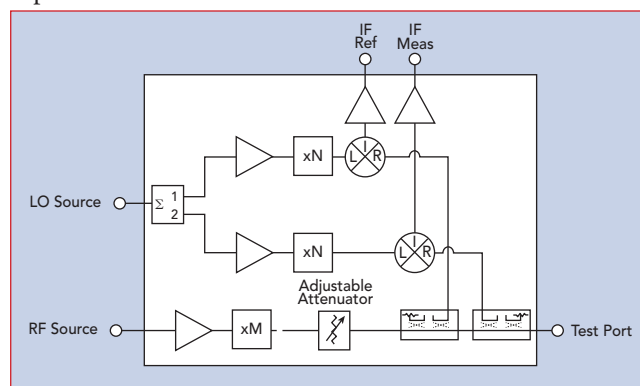 IF
Ref
IF
Meas
xN
L
I
R
LO Source
Σ
1
2
xN
L
I
R
Adjustable
Attenuator
RF Source
xM
Test Port